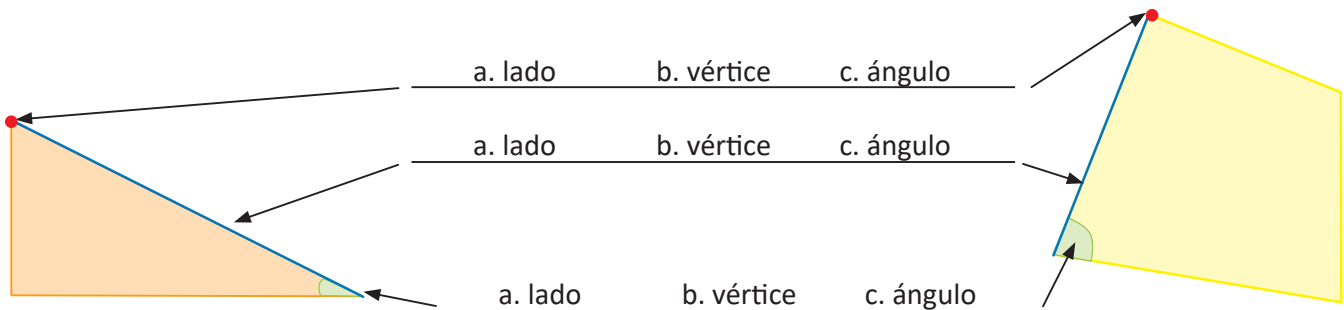 a. lado b. vértice c. ángulo
a. lado b. vértice c. ángulo
a. lado b. vértice c. ángulo